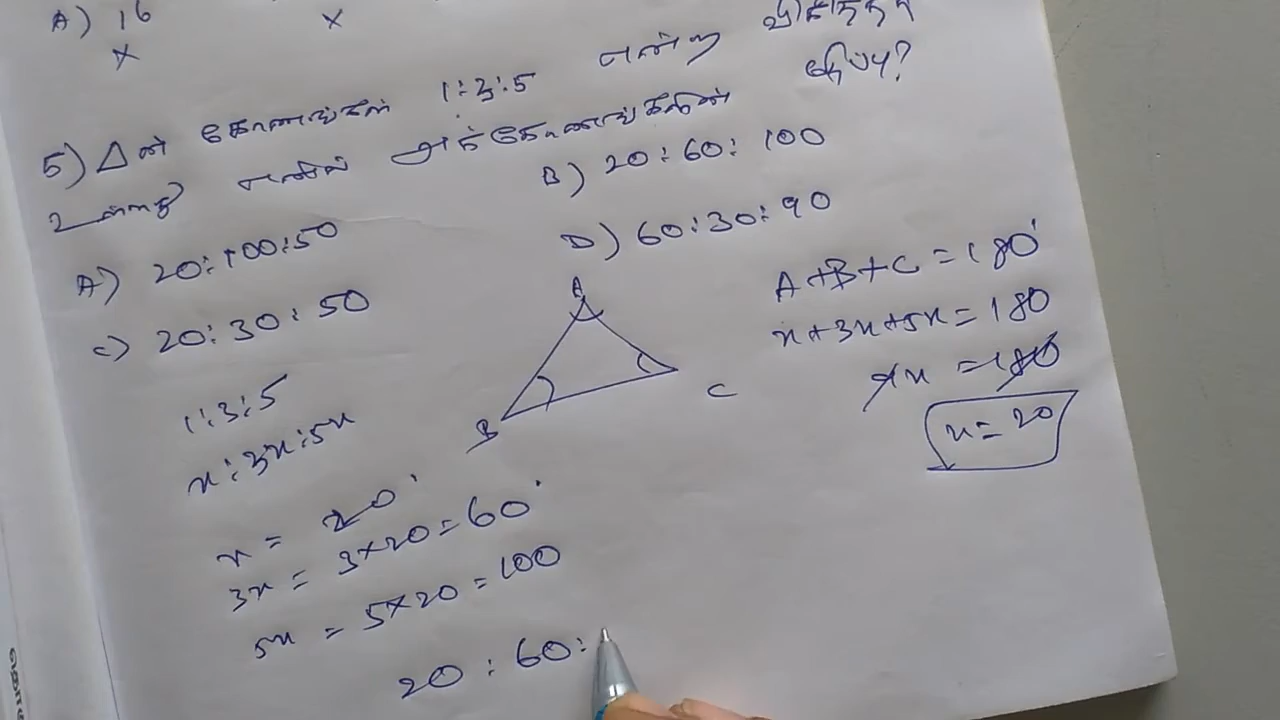 A) 16
x
x
5) Δ ன் கோணங்கள் 1:3:5 என்ற விகிதத்தி
உள்ளது எனில் அக்கோணங்களின் மதிப்பு?
A) 20:100:50
B) 20:60:100
C) 20:30:50
D) 60:30:90
A
B
C
1:3:5
x:3x:5x
x = 20°
3x = 3×20=60°
5x = 5×20=100
20:60:
A+B+C=180°
x+3x+5x=180
9x=180
x=20